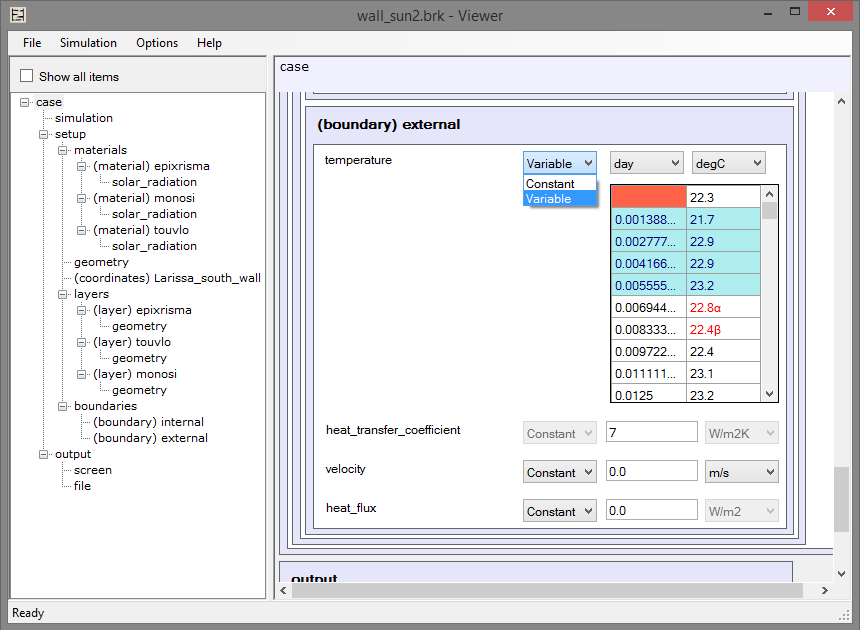 wall_sun2.brk - Viewer
File Simulation Options Help
Show all items
case
simulation
setup
materials
(material) epixrisma
solar_radiation
(material) monosi
solar_radiation
(material) touvlo
solar_radiation
geometry
(coordinates) Larissa_south_wall
layers
(layer) epixrisma
geometry
(layer) touvlo
geometry
(layer) monosi
geometry
boundaries
(boundary) internal
(boundary) external
output
screen
file
case
(boundary) external
temperature Variable day degC
Constant
Variable
22.3
0.001388... 21.7
0.002777... 22.9
0.004166... 22.9
0.005555... 23.2
0.006944... 22.8α
0.008333... 22.4β
0.009722... 22.4
0.011111... 23.1
0.0125 23.2
heat_transfer_coefficient Constant 7 W/m2K
velocity Constant 0.0 m/s
heat_flux Constant 0.0 W/m2
output
Ready